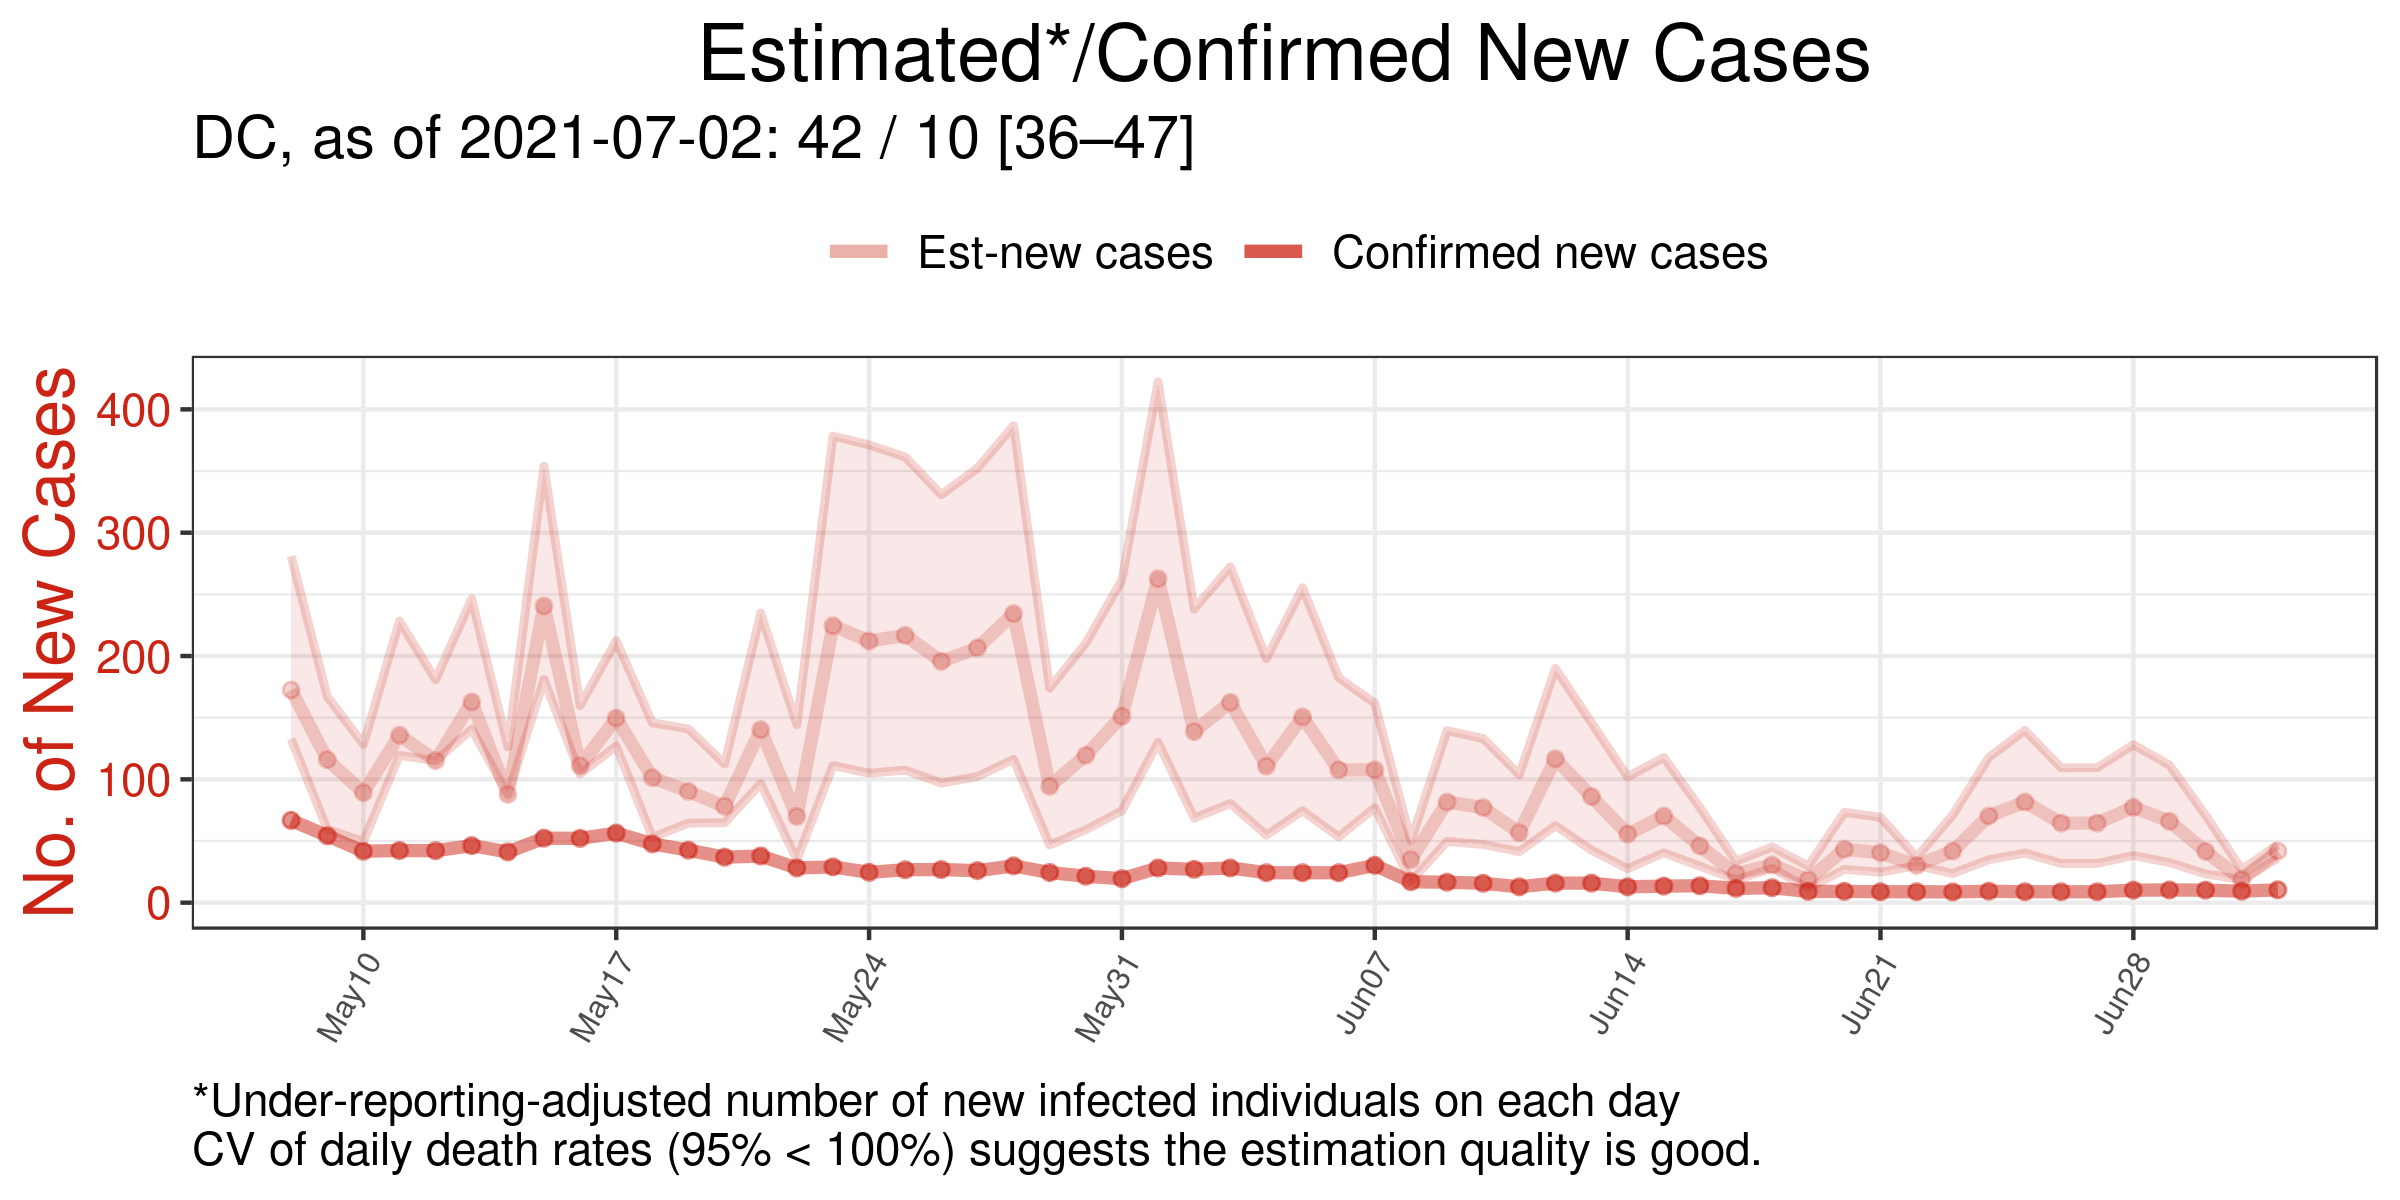 Estimated*/Confirmed New Cases
DC, as of 2021-07-02: 42 / 10 [36–47]
Est-new cases Confirmed new cases
No. of New Cases
400
300
200
100
0
May10 May17 May24 May31 Jun07 Jun14 Jun21 Jun28
*Under-reporting-adjusted number of new infected individuals on each day
CV of daily death rates (95% < 100%) suggests the estimation quality is good.